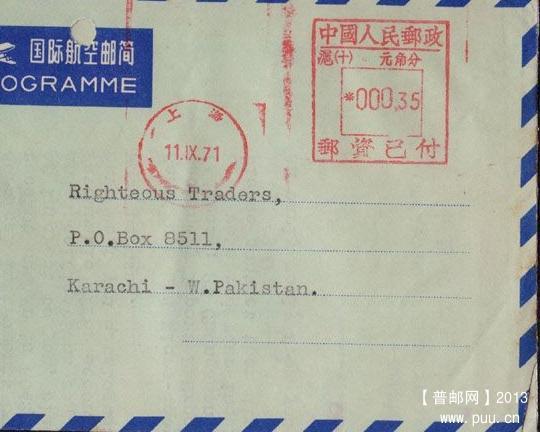 国际航空邮简
OGRAMME
中國人民郵政
滬(十) 元角分
*000,35
郵資已付
上海
11.IX.71
Righteous Traders,
P.O.Box 8511,
Karachi - W.Pakistan.
【普邮网】2013
www.puu.cn